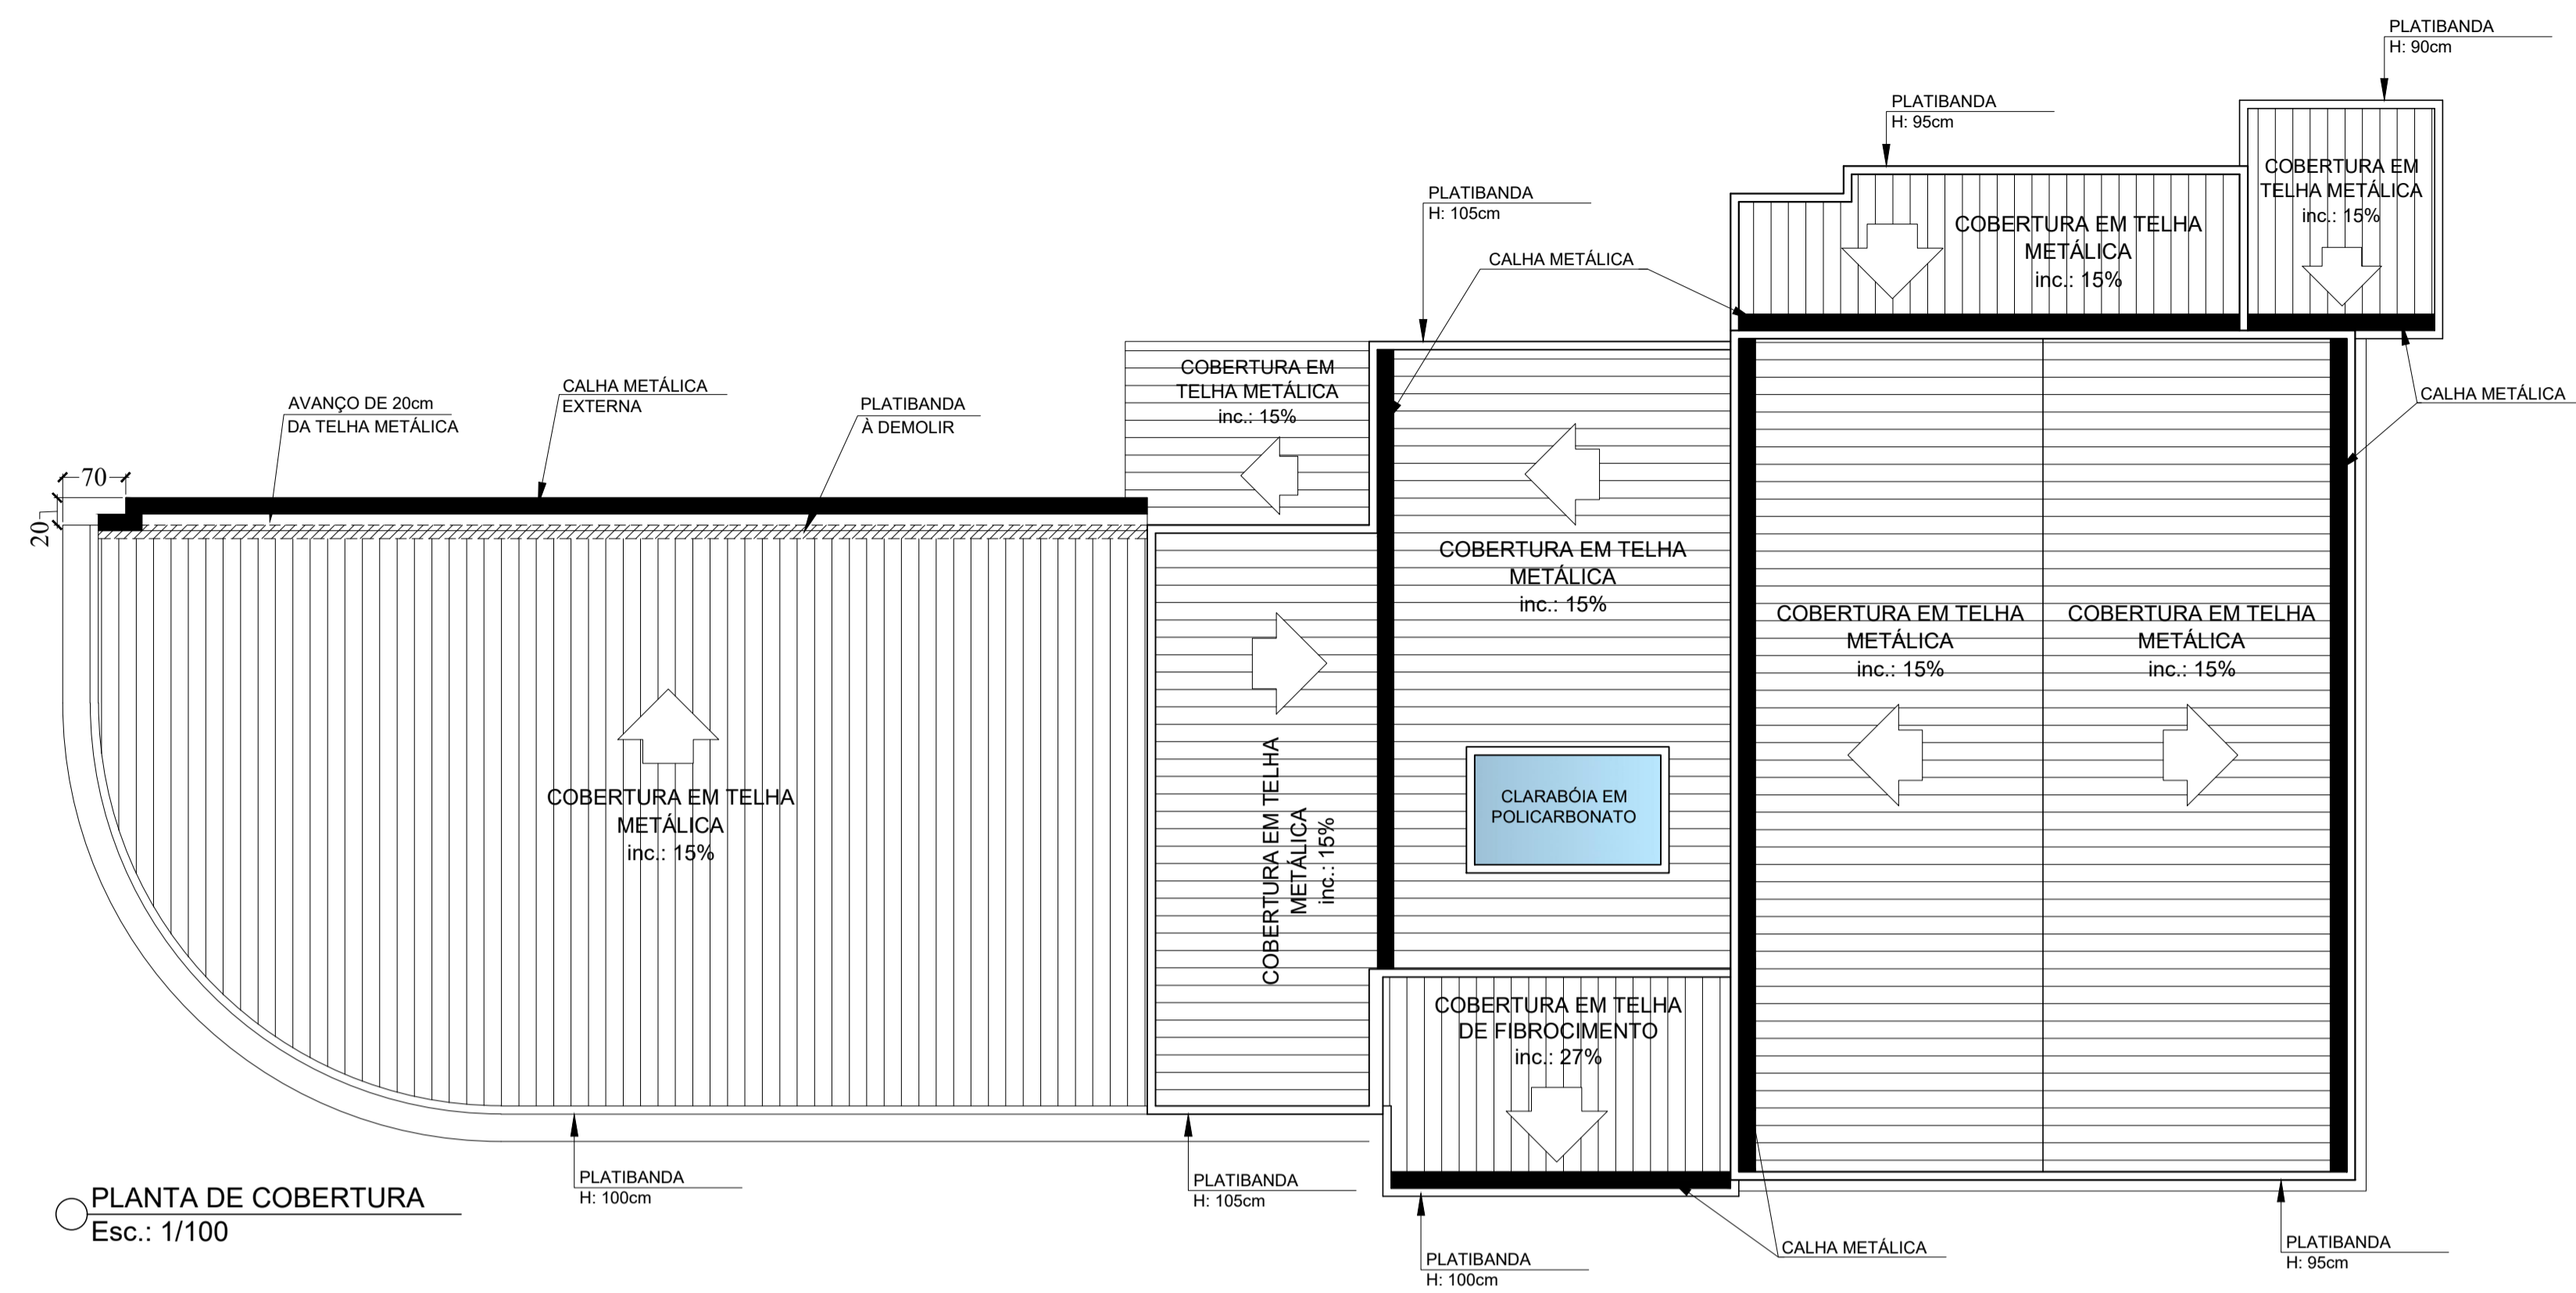 PLATIBANDA
H: 90cm
PLATIBANDA
H: 95cm
COBERTURA EM
TELHA METÁLICA
inc.: 15%
PLATIBANDA
H: 105cm
COBERTURA EM TELHA
METÁLICA
inc.: 15%
CALHA METÁLICA
COBERTURA EM
TELHA METÁLICA
inc.: 15%
CALHA METÁLICA
EXTERNA
AVANÇO DE 20cm
DA TELHA METÁLICA
PLATIBANDA
À DEMOLIR
CALHA METÁLICA
70
20
COBERTURA EM TELHA
METÁLICA
inc.: 15%
COBERTURA EM TELHA
METÁLICA
inc.: 15%
COBERTURA EM TELHA
METÁLICA
inc.: 15%
COBERTURA EM TELHA
METÁLICA
inc.: 15%
COBERTURA EM TELHA
METÁLICA
inc.: 15%
CLARABÓIA EM
POLICARBONATO
COBERTURA EM TELHA
DE FIBROCIMENTO
inc.: 27%
PLATIBANDA
H: 100cm
PLATIBANDA
H: 105cm
PLANTA DE COBERTURA
Esc.: 1/100
PLATIBANDA
H: 100cm
CALHA METÁLICA
PLATIBANDA
H: 95cm